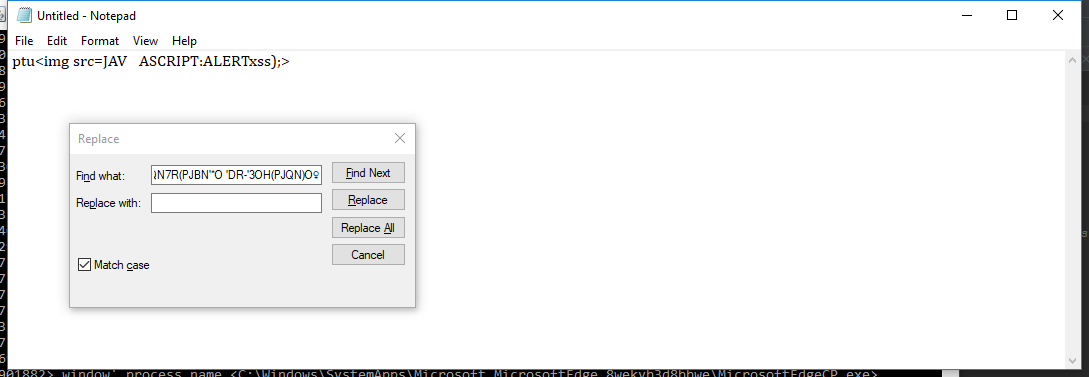 Untitled - Notepad
File Edit Format View Help
ptu<img src=JAV   ASCRIPT:ALERTxss);>
Replace
Find what: N7R(PJBN'*O 'DR-'3OH(PJQN)O♀ Find Next
Replace with: Replace
Replace All
Match case Cancel
901882> window' process name <C:\Windows\SystemApps\Microsoft.MicrosoftEdge_8wekyb3d8bbwe\MicrosoftEdgeCP.exe>